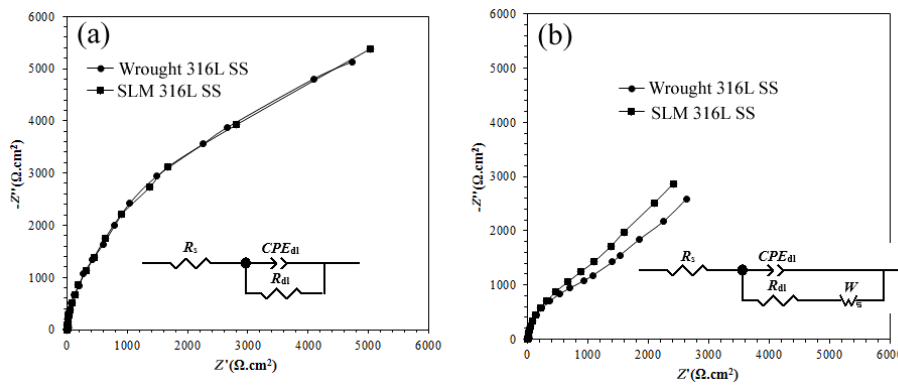 (a)
Wrought 316L SS
SLM 316L SS
-Z''(Ω.cm²)
6000
5000
4000
3000
2000
1000
0
Rs
CPEdl
Rdl
0 1000 2000 3000 4000 5000 6000
Z'(Ω.cm²)
(b)
Wrought 316L SS
SLM 316L SS
-Z''(Ω.cm²)
6000
5000
4000
3000
2000
1000
0
Rs
CPEdl
Rdl
W
s
0 1000 2000 3000 4000 5000 6000
Z'(Ω.cm²)